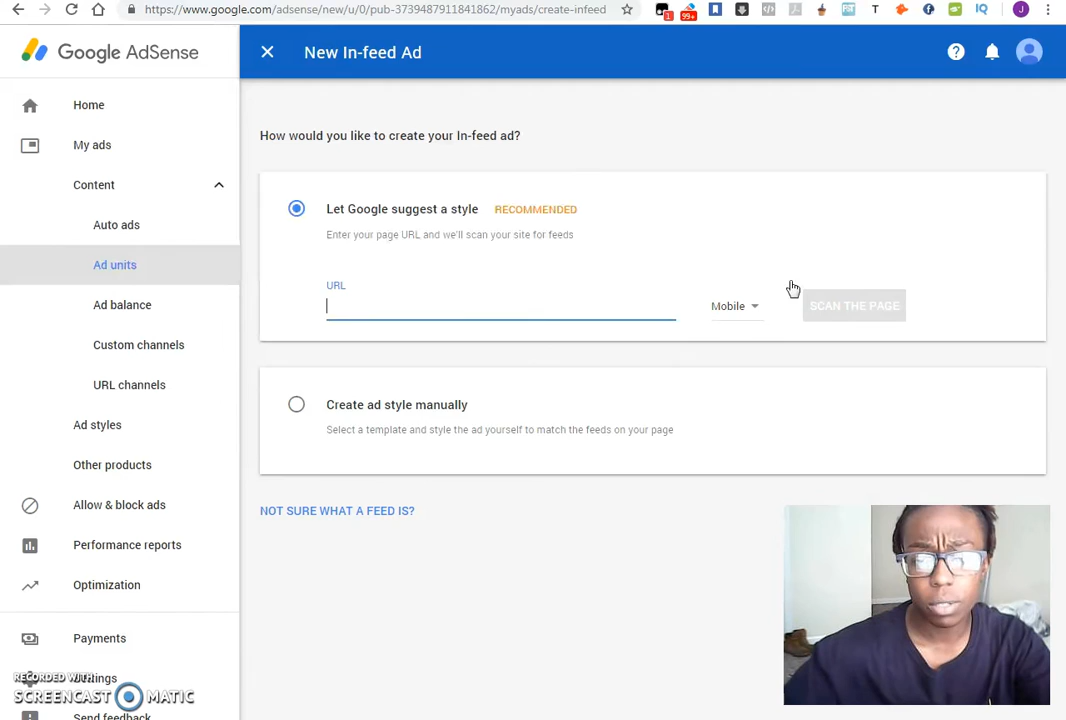 https://www.google.com/adsense/new/u/0/pub-3739487911841862/myads/create-infeed
1
99+
T
IQ
J
Google AdSense
New In-feed Ad
Home
My ads
Content
Auto ads
Ad units
Ad balance
Custom channels
URL channels
Ad styles
Other products
Allow & block ads
Performance reports
Optimization
Payments
Settings
Send feedback
How would you like to create your In-feed ad?
Let Google suggest a style RECOMMENDED
Enter your page URL and we'll scan your site for feeds
URL
Mobile
SCAN THE PAGE
Create ad style manually
Select a template and style the ad yourself to match the feeds on your page
NOT SURE WHAT A FEED IS?
RECORDED WITH
SCREENCAST MATIC